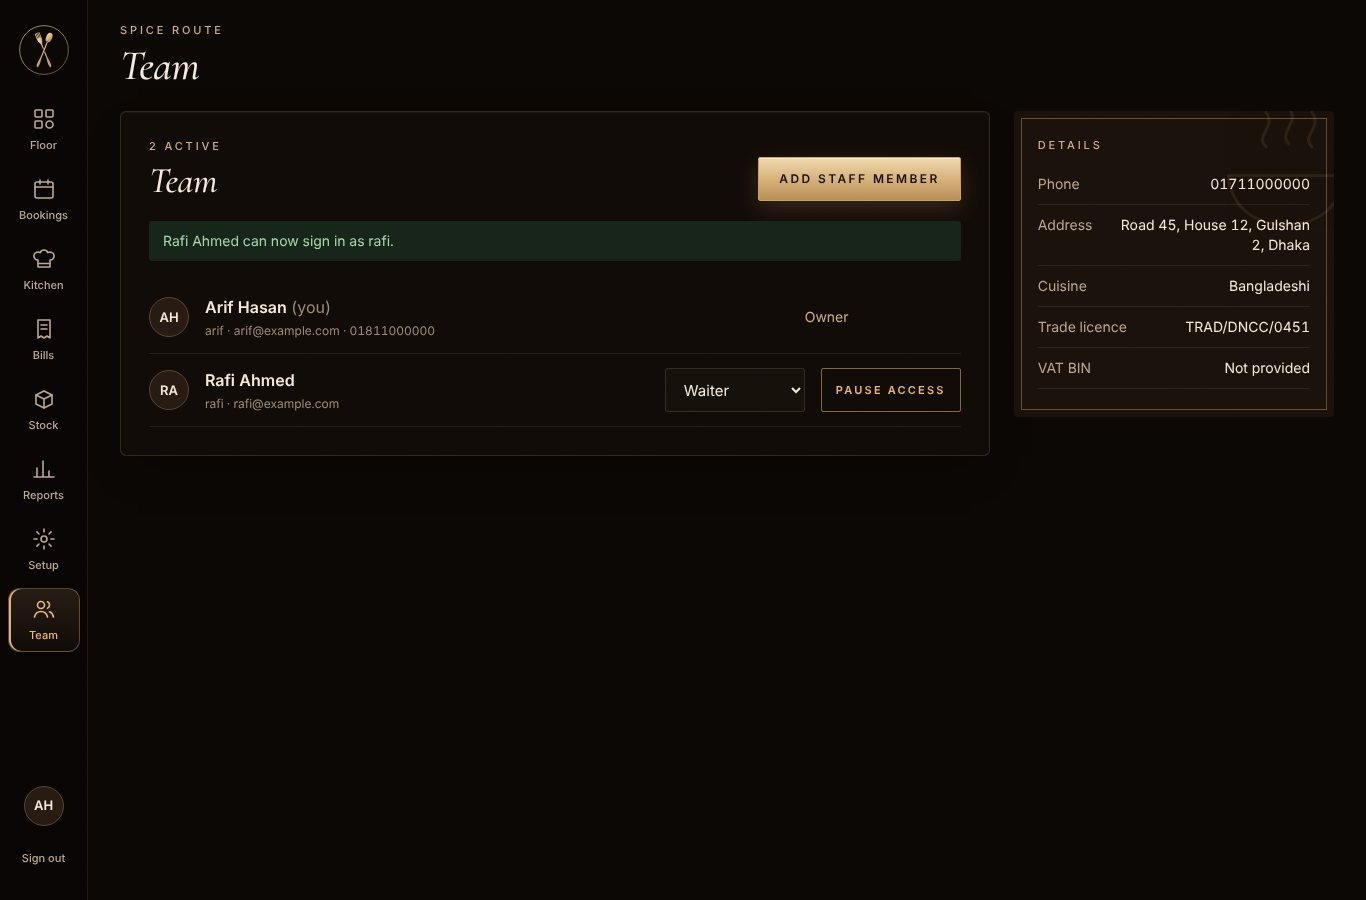 SPICE ROUTE
Team
Floor
Bookings
Kitchen
Bills
Stock
Reports
Setup
Team
AH
Sign out
2 ACTIVE
Team
ADD STAFF MEMBER
Rafi Ahmed can now sign in as rafi.
AH
Arif Hasan (you)
arif · arif@example.com · 01811000000
Owner
RA
Rafi Ahmed
rafi · rafi@example.com
Waiter
PAUSE ACCESS
DETAILS
Phone 01711000000
Address Road 45, House 12, Gulshan
2, Dhaka
Cuisine Bangladeshi
Trade licence TRAD/DNCC/0451
VAT BIN Not provided